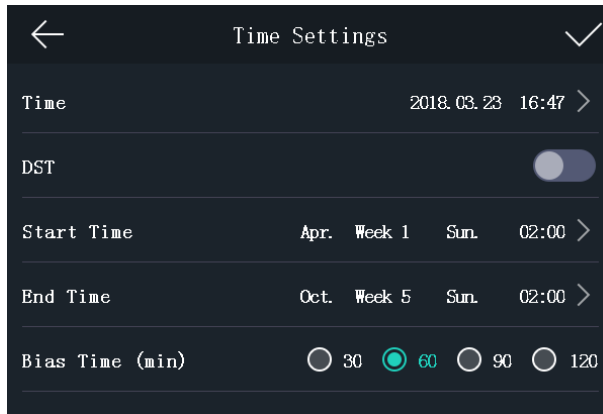 Time Settings
Time 2018.03.23 16:47
DST
Start Time Apr. Week 1 Sun. 02:00
End Time Oct. Week 5 Sun. 02:00
Bias Time (min) 30 60 90 120